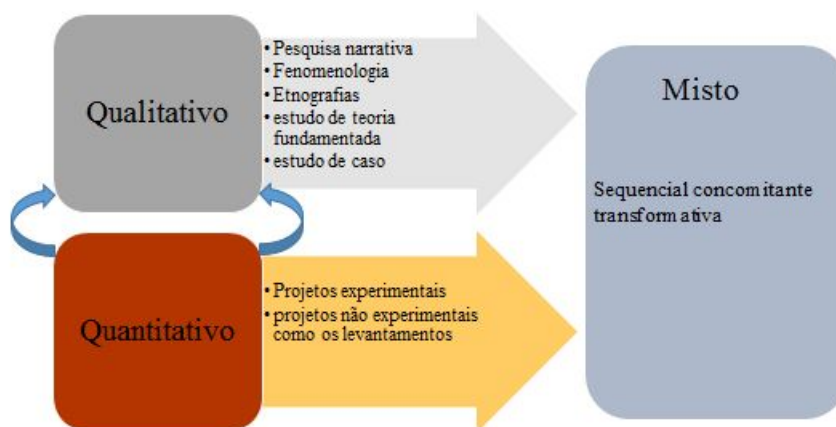 Qualitativo
• Pesquisa narrativa
• Fenomenologia
• Etnografias
• estudo de teoria
fundamentada
• estudo de caso
Quantitativo
• Projetos experimentais
• projetos não experimentais
como os levantamentos
Misto
Sequencial concomitante
transformativa